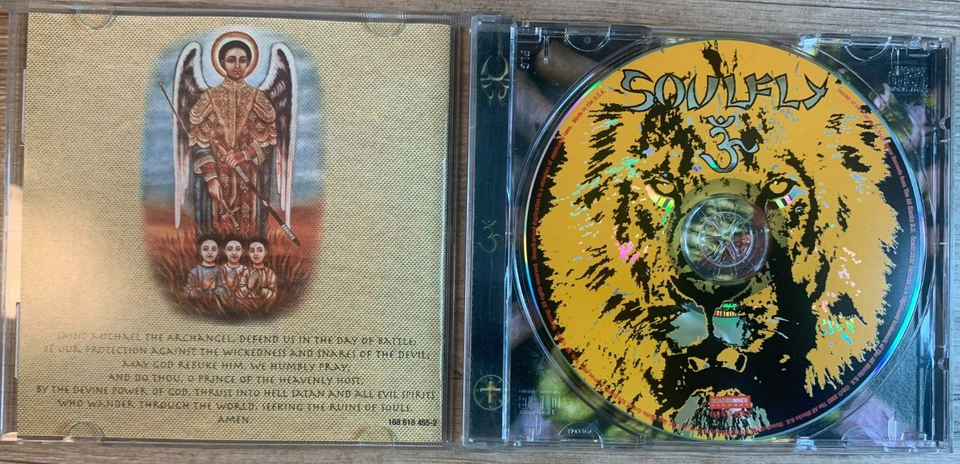 SAINT MICHAEL THE ARCHANGEL, DEFEND US IN THE DAY OF BATTLE;
BE OUR PROTECTION AGAINST THE WICKEDNESS AND SNARES OF THE DEVIL.
MAY GOD REBUKE HIM, WE HUMBLY PRAY;
AND DO THOU, O PRINCE OF THE HEAVENLY HOST,
BY THE DEVINE POWER OF GOD, THRUST INTO HELL SATAN AND ALL EVIL SPIRITS
WHO WANDER THROUGH THE WORLD, SEEKING THE RUINS OF SOULS.
AMEN.
168 618 455-2
SOULFLY
ॐ
ROADRUNNER
RECORDS